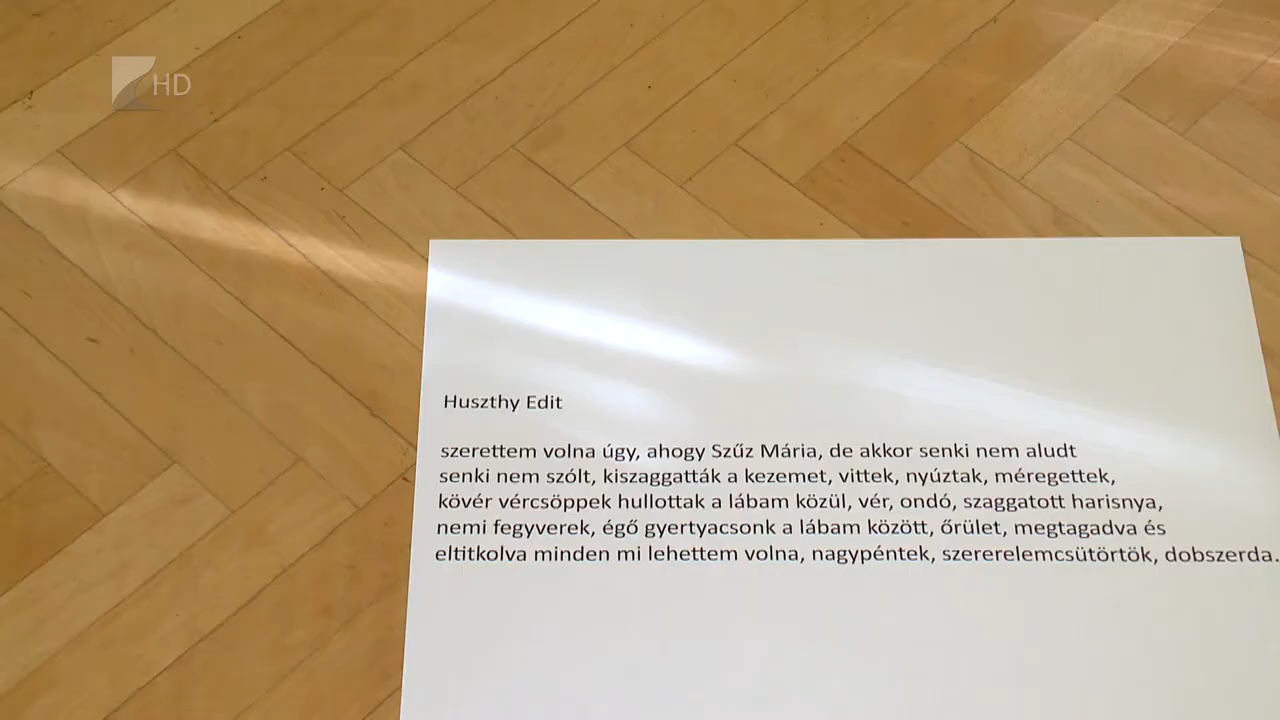 HD
Huszthy Edit
szerettem volna úgy, ahogy Szűz Mária, de akkor senki nem aludt
senki nem szólt, kiszaggatták a kezemet, vittek, nyúztak, méregettek,
kövér vércsöppek hullottak a lábam közül, vér, ondó, szaggatott harisnya,
nemi fegyverek, égő gyertyacsonk a lábam között, őrület, megtagadva és
eltitkolva minden mi lehettem volna, nagypéntek, szererelemcsütörtök, dobszerda.